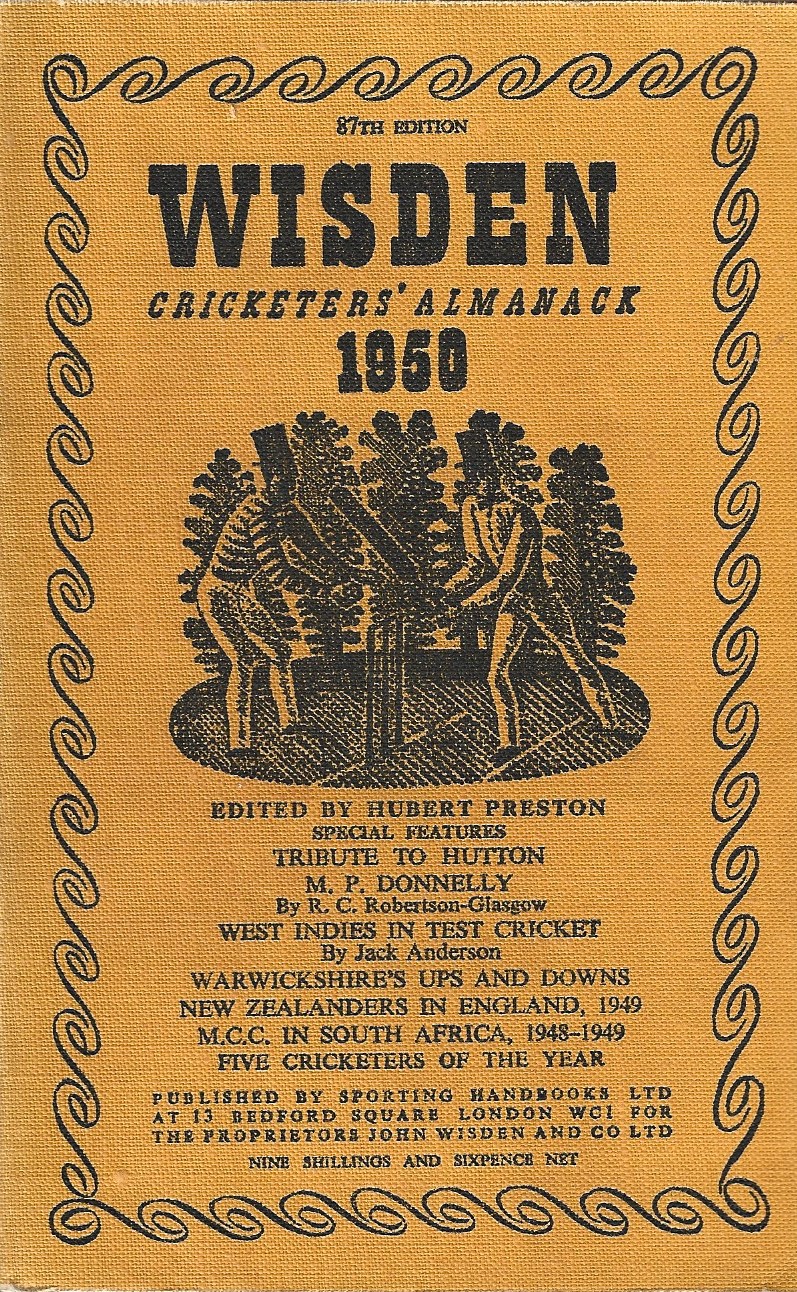 87TH EDITION
WISDEN
CRICKETERS' ALMANACK
1950
EDITED BY HUBERT PRESTON
SPECIAL FEATURES
TRIBUTE TO HUTTON
M. P. DONNELLY
By R. C. Robertson-Glasgow
WEST INDIES IN TEST CRICKET
By Jack Anderson
WARWICKSHIRE'S UPS AND DOWNS
NEW ZEALANDERS IN ENGLAND, 1949
M.C.C. IN SOUTH AFRICA, 1948–1949
FIVE CRICKETERS OF THE YEAR
PUBLISHED BY SPORTING HANDBOOKS LTD
AT 13 BEDFORD SQUARE LONDON WC1 FOR
THE PROPRIETORS JOHN WISDEN AND CO LTD
NINE SHILLINGS AND SIXPENCE NET